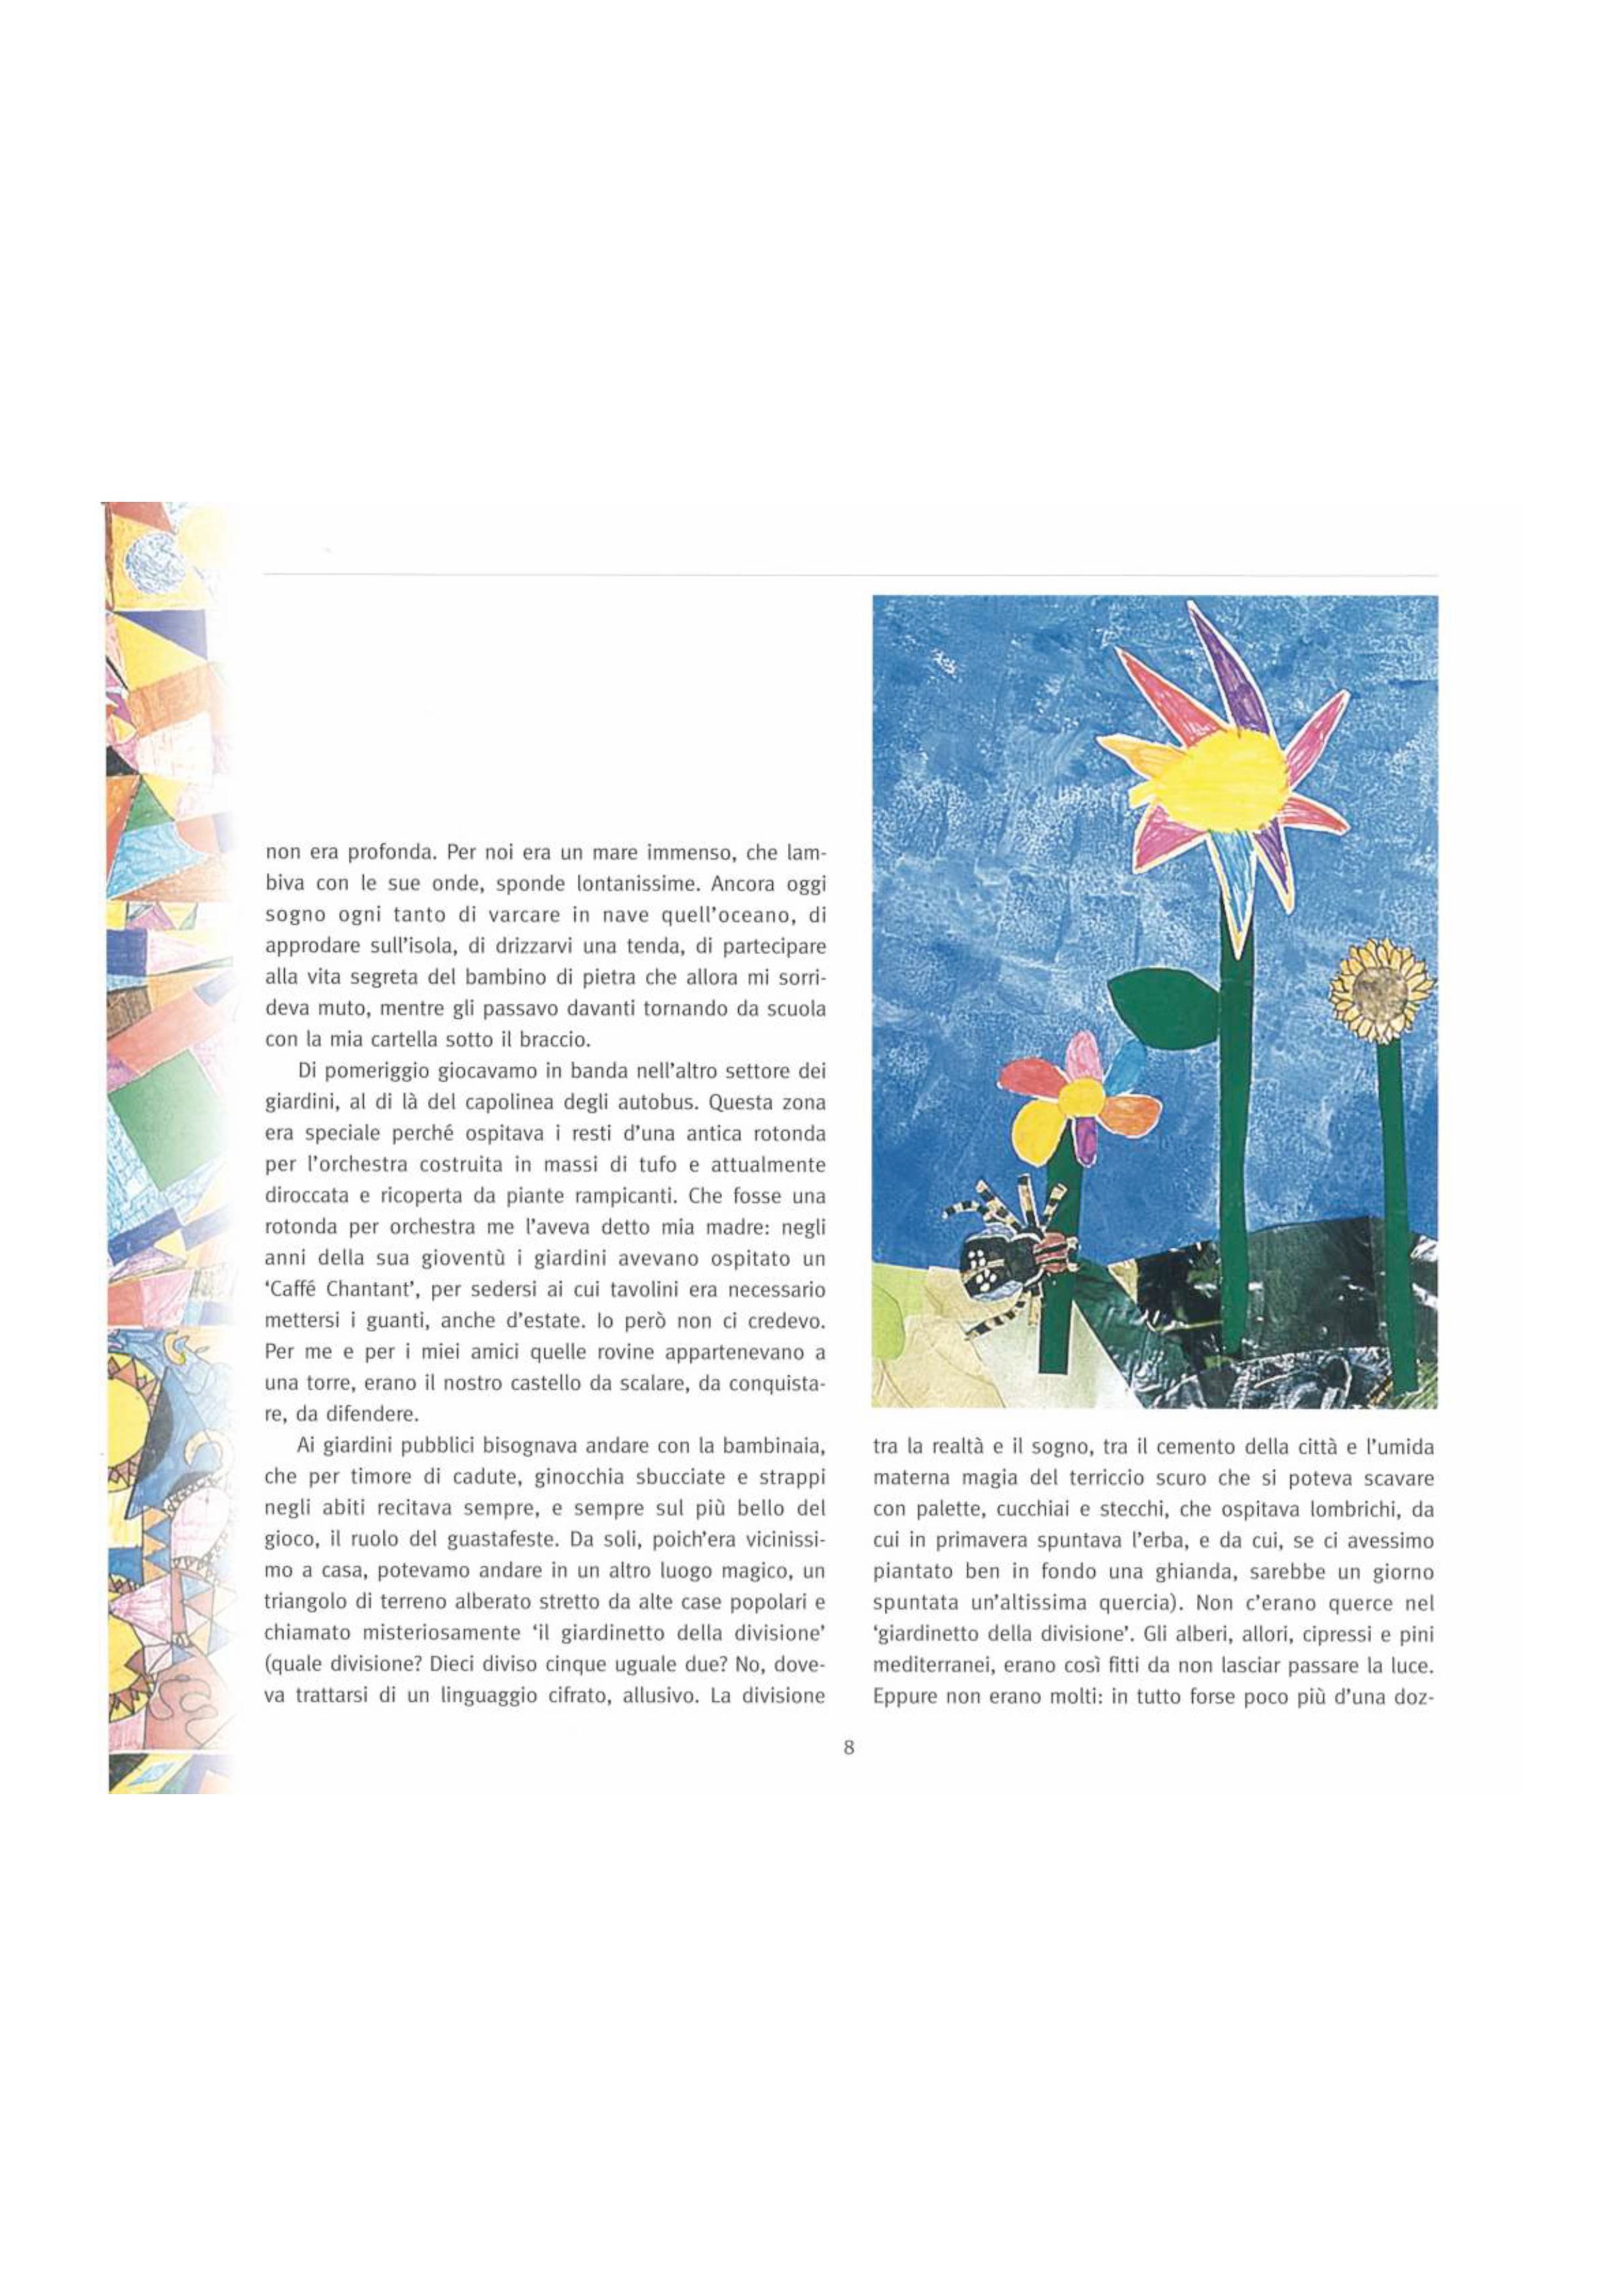 non era profonda. Per noi era un mare immenso, che lam-
biva con le sue onde, sponde lontanissime. Ancora oggi
sogno ogni tanto di varcare in nave quell'oceano, di
approdare sull'isola, di drizzarvi una tenda, di partecipare
alla vita segreta del bambino di pietra che allora mi sorri-
deva muto, mentre gli passavo davanti tornando da scuola
con la mia cartella sotto il braccio.
Di pomeriggio giocavamo in banda nell'altro settore dei
giardini, al di là del capolinea degli autobus. Questa zona
era speciale perché ospitava i resti d'una antica rotonda
per l'orchestra costruita in massi di tufo e attualmente
diroccata e ricoperta da piante rampicanti. Che fosse una
rotonda per orchestra me l'aveva detto mia madre: negli
anni della sua gioventù i giardini avevano ospitato un
'Caffé Chantant', per sedersi ai cui tavolini era necessario
mettersi i guanti, anche d'estate. Io però non ci credevo.
Per me e per i miei amici quelle rovine appartenevano a
una torre, erano il nostro castello da scalare, da conquista-
re, da difendere.
Ai giardini pubblici bisognava andare con la bambinaia,
che per timore di cadute, ginocchia sbucciate e strappi
negli abiti recitava sempre, e sempre sul più bello del
gioco, il ruolo del guastafeste. Da soli, poich'era vicinissi-
mo a casa, potevamo andare in un altro luogo magico, un
triangolo di terreno alberato stretto da alte case popolari e
chiamato misteriosamente 'il giardinetto della divisione'
(quale divisione? Dieci diviso cinque uguale due? No, dove-
va trattarsi di un linguaggio cifrato, allusivo. La divisione
tra la realtà e il sogno, tra il cemento della città e l'umida
materna magia del terriccio scuro che si poteva scavare
con palette, cucchiai e stecchi, che ospitava lombrichi, da
cui in primavera spuntava l'erba, e da cui, se ci avessimo
piantato ben in fondo una ghianda, sarebbe un giorno
spuntata un'altissima quercia). Non c'erano querce nel
'giardinetto della divisione'. Gli alberi, allori, cipressi e pini
mediterranei, erano così fitti da non lasciar passare la luce.
Eppure non erano molti: in tutto forse poco più d'una doz-
8